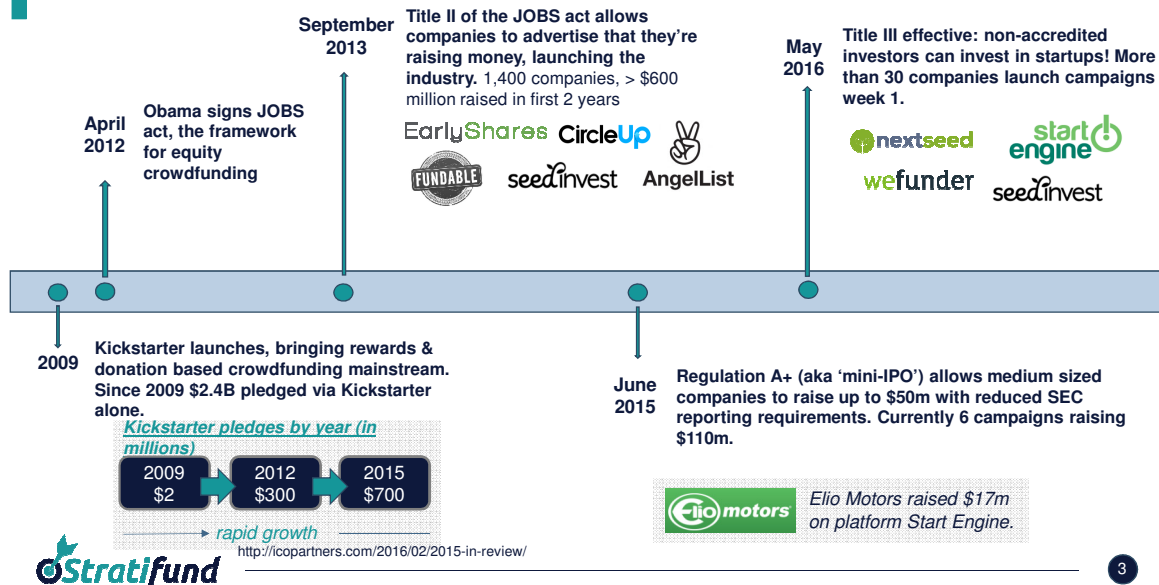 September
2013
Title II of the JOBS act allows
companies to advertise that they're
raising money, launching the
industry. 1,400 companies, > $600
million raised in first 2 years
EarlyShares CircleUp
FUNDABLE seedinvest AngelList
May
2016
Title III effective: non-accredited
investors can invest in startups! More
than 30 companies launch campaigns
week 1.
nextseed
start
engine
wefunder seedinvest
April
2012
Obama signs JOBS
act, the framework
for equity
crowdfunding
2009
Kickstarter launches, bringing rewards &
donation based crowdfunding mainstream.
Since 2009 $2.4B pledged via Kickstarter
alone.
Kickstarter pledges by year (in
millions)
2009
$2
2012
$300
2015
$700
rapid growth
http://icopartners.com/2016/02/2015-in-review/
June
2015
Regulation A+ (aka ‘mini-IPO’) allows medium sized
companies to raise up to $50m with reduced SEC
reporting requirements. Currently 6 campaigns raising
$110m.
Elio motors
Elio Motors raised $17m
on platform Start Engine.
Stratifund
3